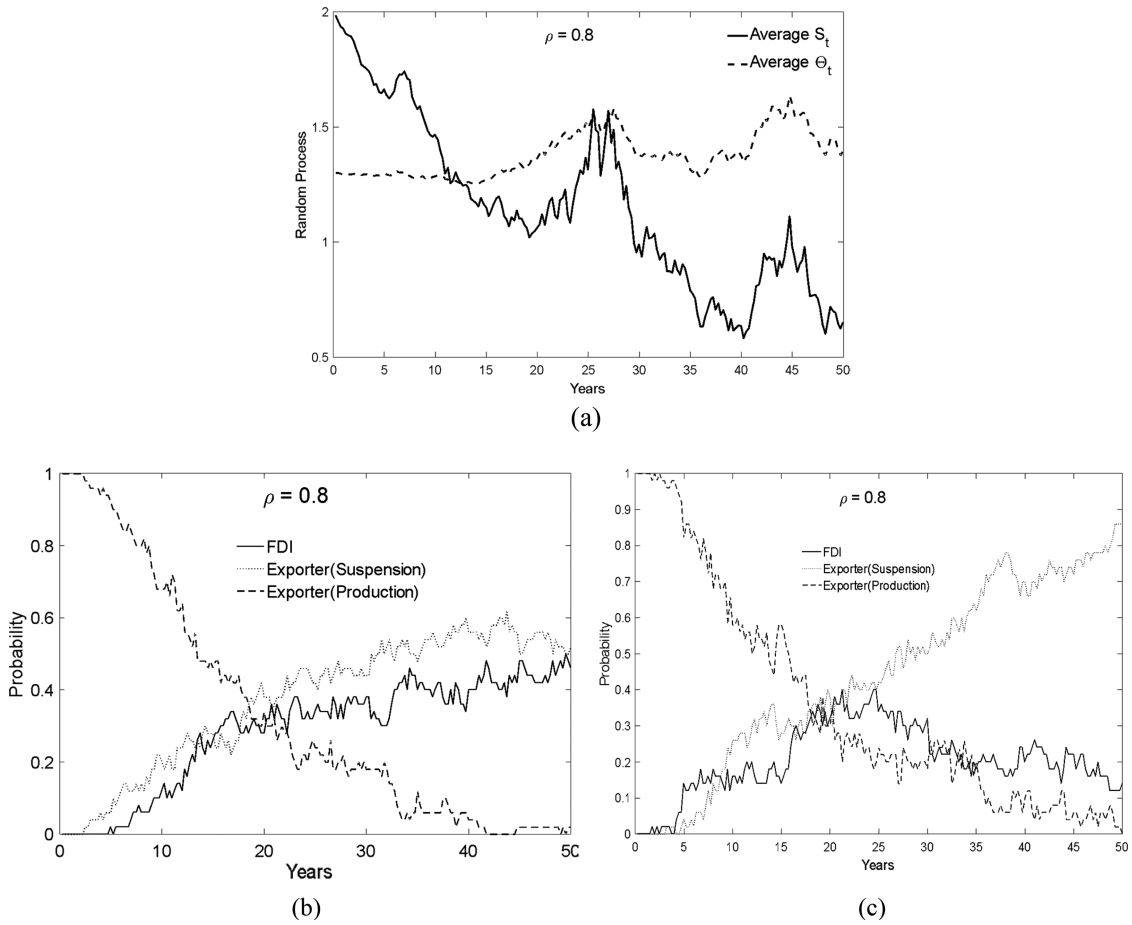 2
1.5
1
0.5
Random Process
ρ = 0.8
Average S_t
Average Θ_t
0 5 10 15 20 25 30 35 40 45 50
Years
(a)
1
0.8
0.6
0.4
0.2
0
Probability
ρ = 0.8
FDI
Exporter(Suspension)
Exporter(Production)
0 10 20 30 40 50
Years
(b)
1
0.9
0.8
0.7
0.6
0.5
0.4
0.3
0.2
0.1
0
Probability
ρ = 0.8
FDI
Exporter(Suspension)
Exporter(Production)
0 5 10 15 20 25 30 35 40 45 50
Years
(c)